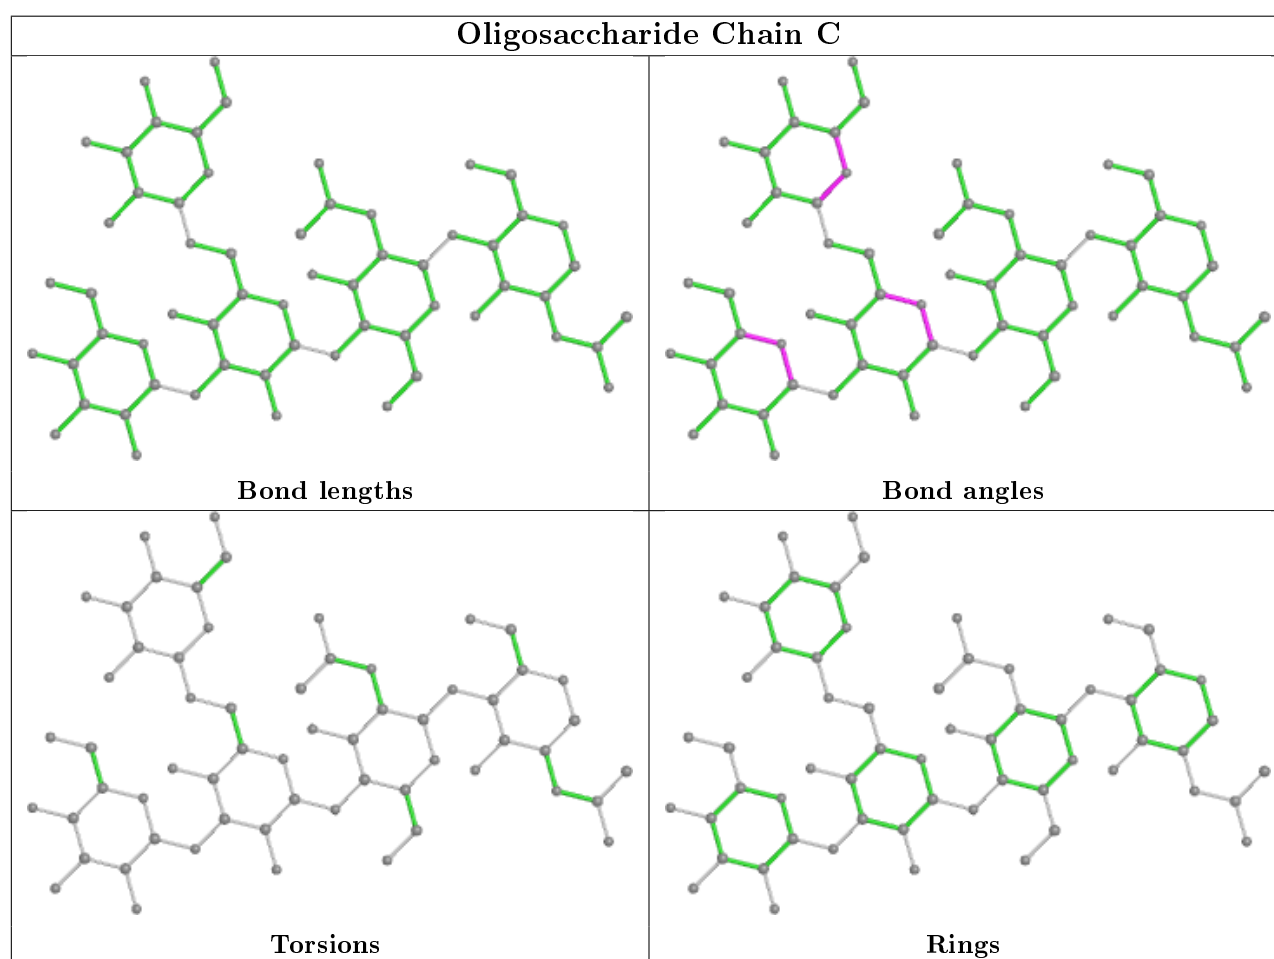 Oligosaccharide Chain C
Bond lengths
Bond angles
Torsions
Rings